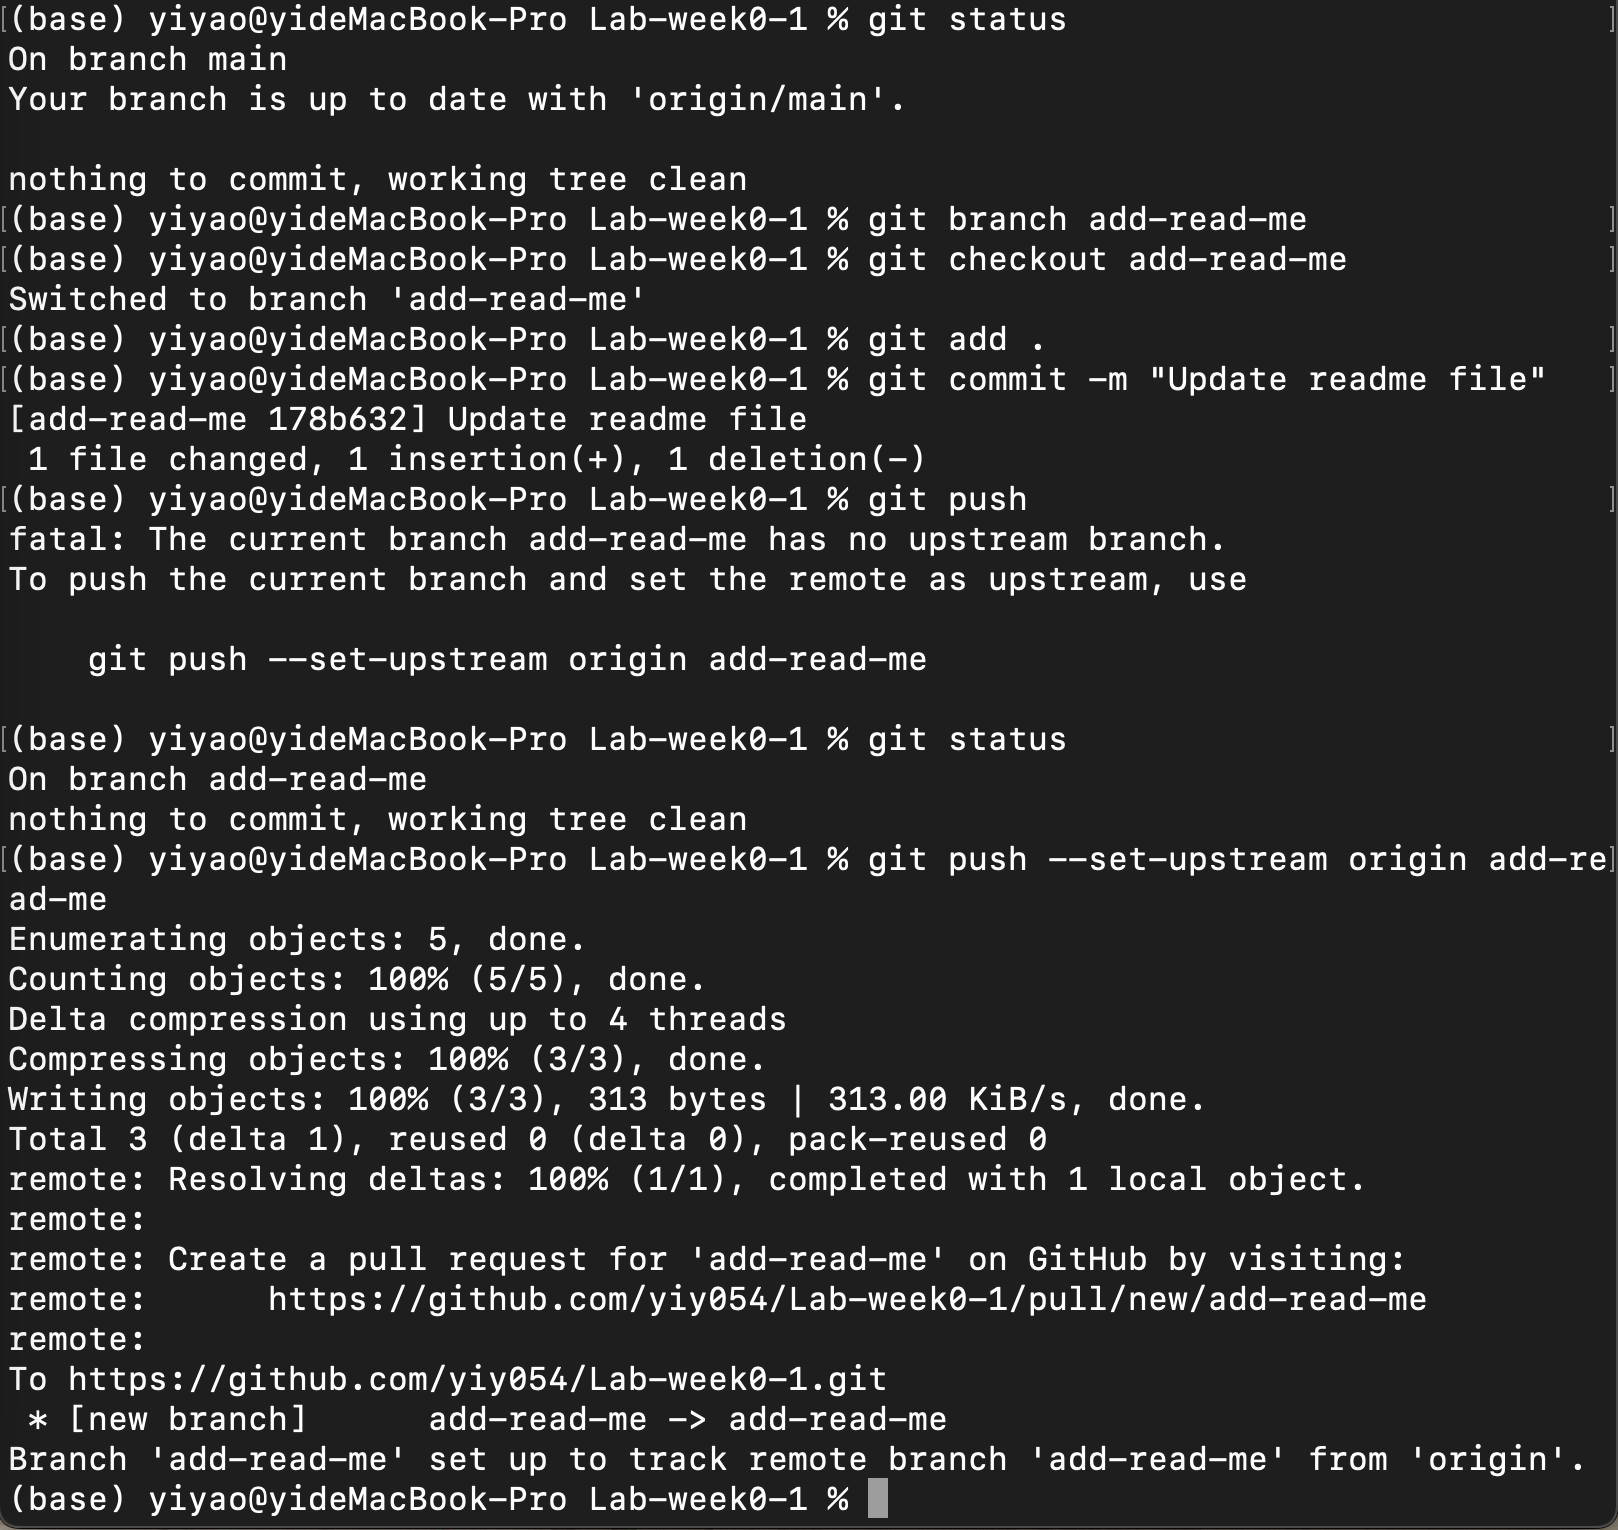 (base) yiyao@yideMacBook-Pro Lab-week0-1 % git status
On branch main
Your branch is up to date with 'origin/main'.

nothing to commit, working tree clean
(base) yiyao@yideMacBook-Pro Lab-week0-1 % git branch add-read-me
(base) yiyao@yideMacBook-Pro Lab-week0-1 % git checkout add-read-me
Switched to branch 'add-read-me'
(base) yiyao@yideMacBook-Pro Lab-week0-1 % git add .
(base) yiyao@yideMacBook-Pro Lab-week0-1 % git commit -m "Update readme file"
[add-read-me 178b632] Update readme file
 1 file changed, 1 insertion(+), 1 deletion(-)
(base) yiyao@yideMacBook-Pro Lab-week0-1 % git push
fatal: The current branch add-read-me has no upstream branch.
To push the current branch and set the remote as upstream, use

    git push --set-upstream origin add-read-me

(base) yiyao@yideMacBook-Pro Lab-week0-1 % git status
On branch add-read-me
nothing to commit, working tree clean
(base) yiyao@yideMacBook-Pro Lab-week0-1 % git push --set-upstream origin add-re
ad-me
Enumerating objects: 5, done.
Counting objects: 100% (5/5), done.
Delta compression using up to 4 threads
Compressing objects: 100% (3/3), done.
Writing objects: 100% (3/3), 313 bytes | 313.00 KiB/s, done.
Total 3 (delta 1), reused 0 (delta 0), pack-reused 0
remote: Resolving deltas: 100% (1/1), completed with 1 local object.
remote:
remote: Create a pull request for 'add-read-me' on GitHub by visiting:
remote:      https://github.com/yiy054/Lab-week0-1/pull/new/add-read-me
remote:
To https://github.com/yiy054/Lab-week0-1.git
 * [new branch]      add-read-me -> add-read-me
Branch 'add-read-me' set up to track remote branch 'add-read-me' from 'origin'.
(base) yiyao@yideMacBook-Pro Lab-week0-1 %